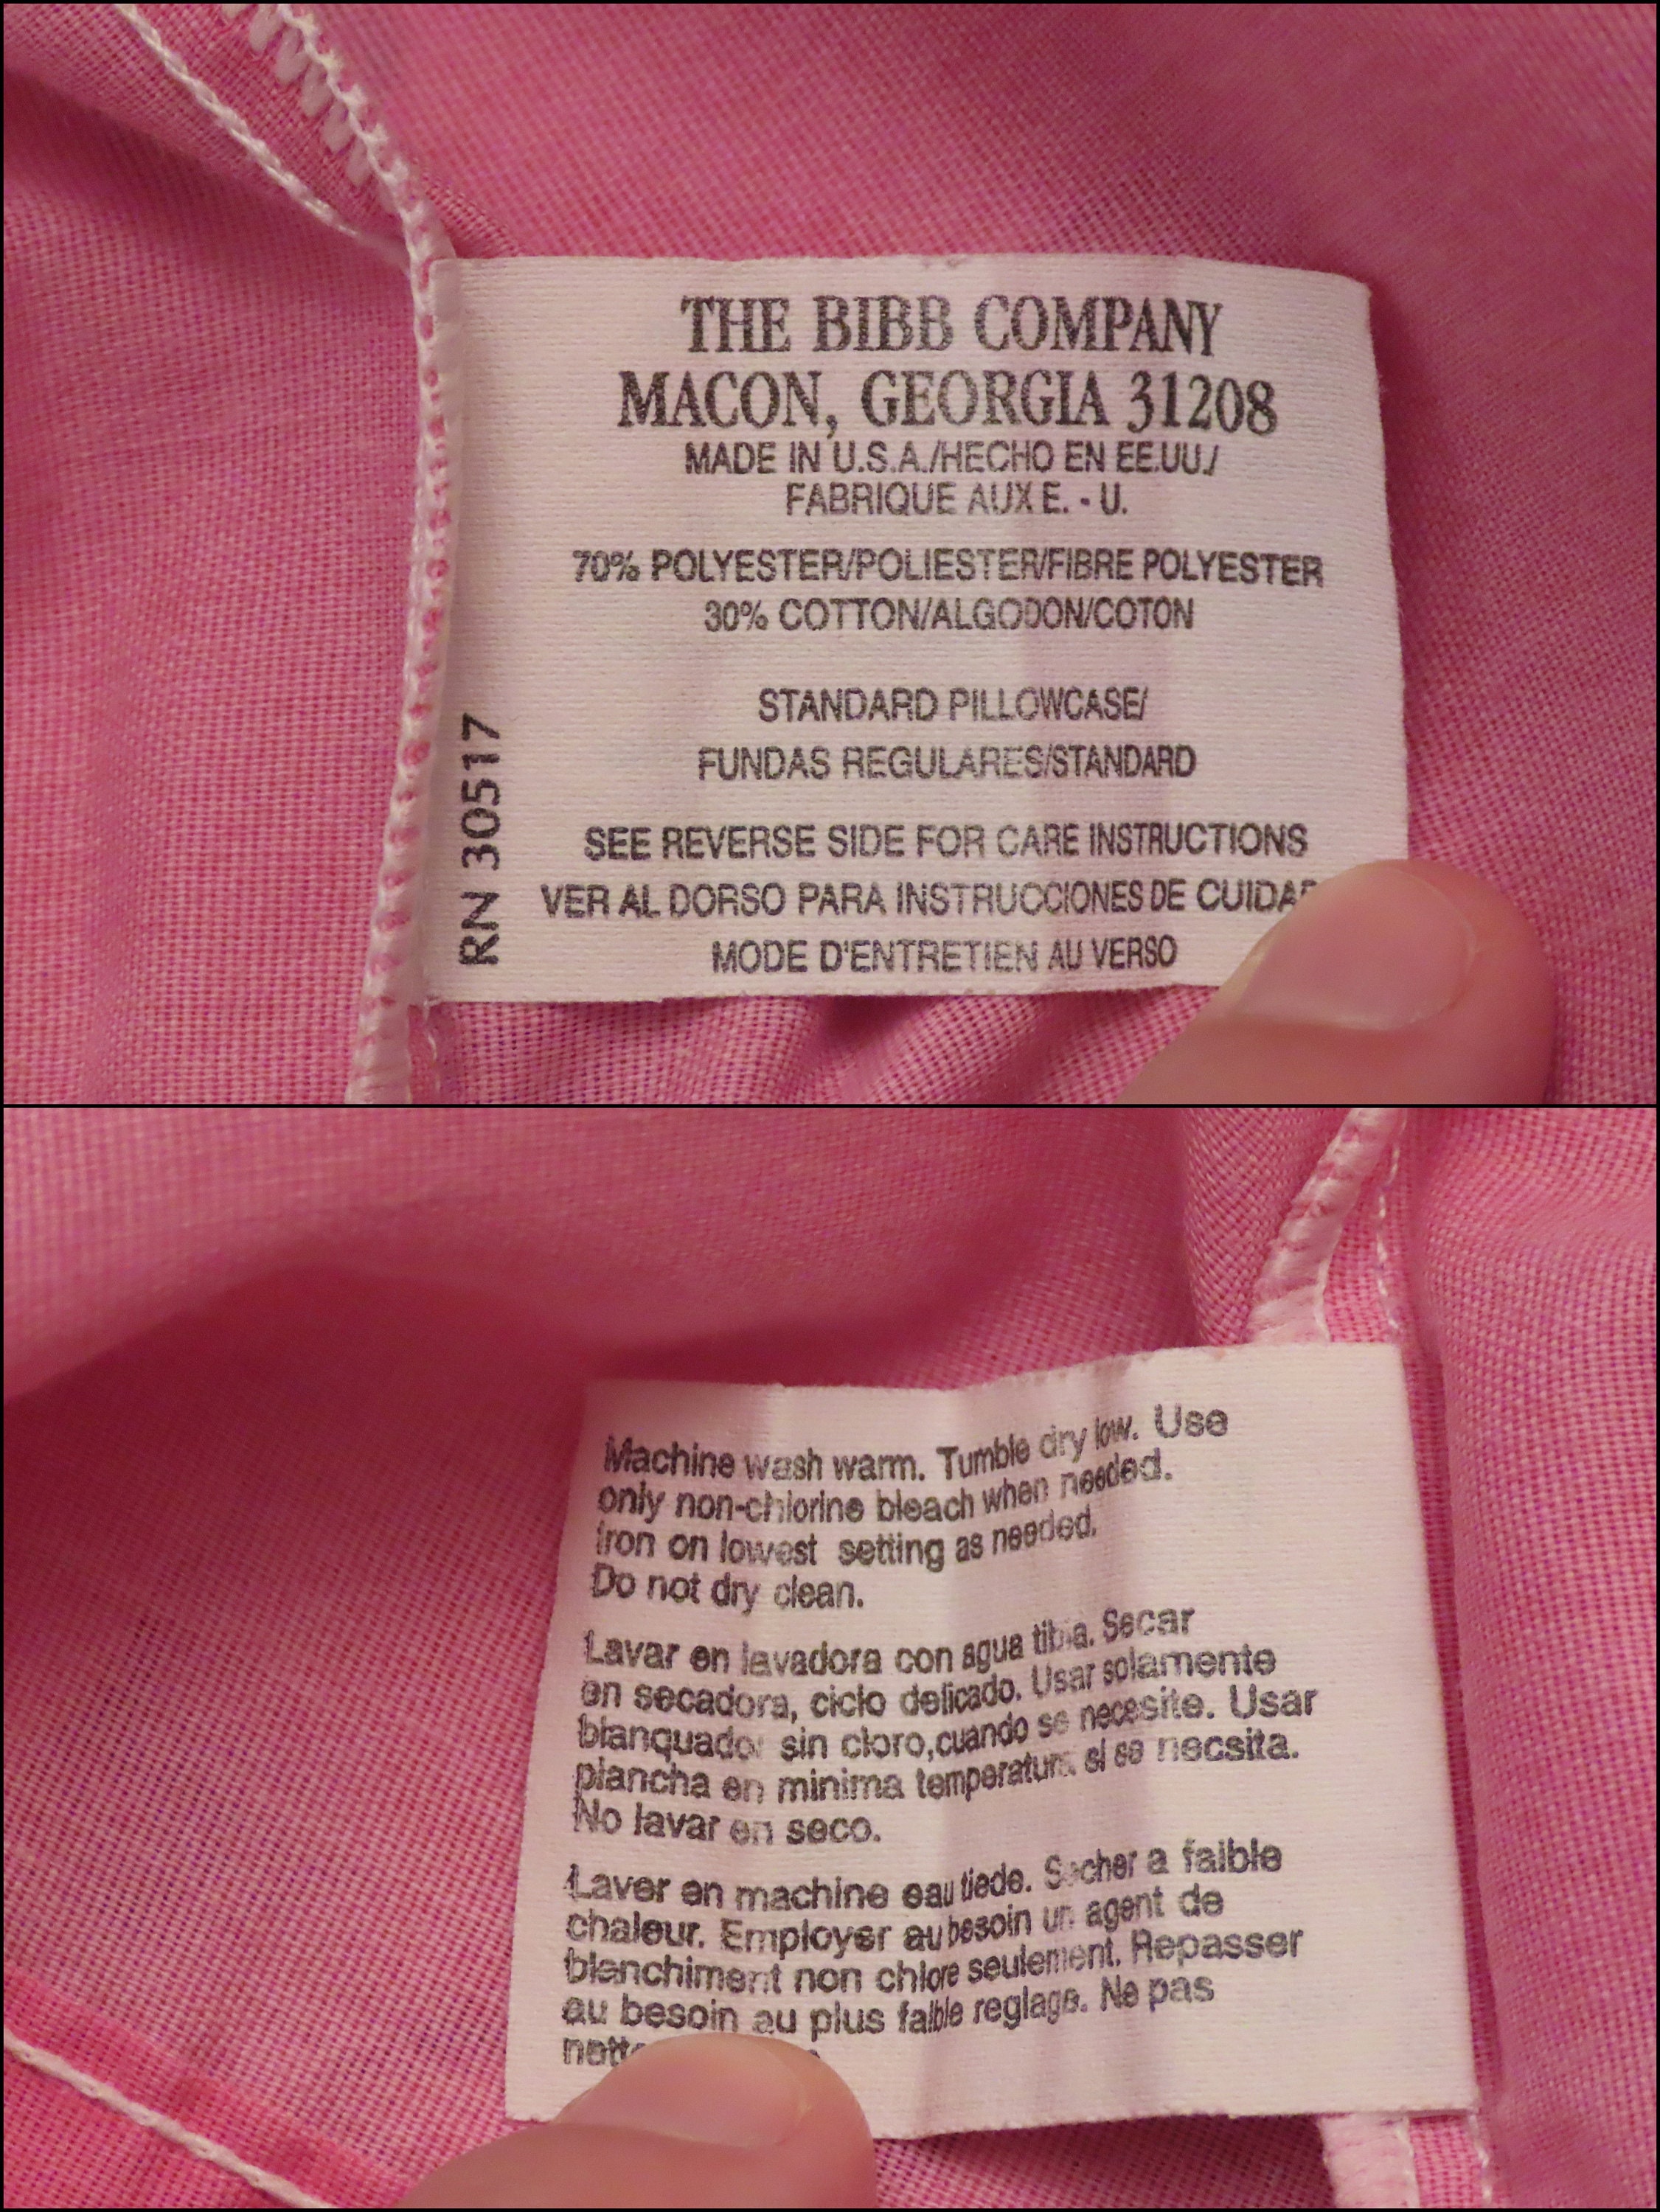 THE BIBB COMPANY
MACON, GEORGIA 31208
MADE IN U.S.A./HECHO EN EE.UU./
FABRIQUE AUX E. - U.
70% POLYESTER/POLIESTER/FIBRE POLYESTER
30% COTTON/ALGODON/COTON
STANDARD PILLOWCASE/
FUNDAS REGULARES/STANDARD
SEE REVERSE SIDE FOR CARE INSTRUCTIONS
VER AL DORSO PARA INSTRUCCIONES DE
MODE D'ENTRETIEN AU VERSO
RN 30517
Machine wash warm. Tumble dry low. Use
only non-chlorine bleach when needed.
Iron on lowest setting as needed.
Do not dry clean.
Lavar en lavadora con agua tibia. Secar
en secadora, ciclo delicado. Usar solamente
blanquador sin cloro,cuando se necesite. Usar
plancha en minima temperatura si se necsita.
No lavar en seco.
Laver en machine eau tiede. Secher a faible
chaleur. Employer au besoin un agent de
blanchiment non chlore seulement. Repasser
au besoin au plus faible reglage. Ne pas